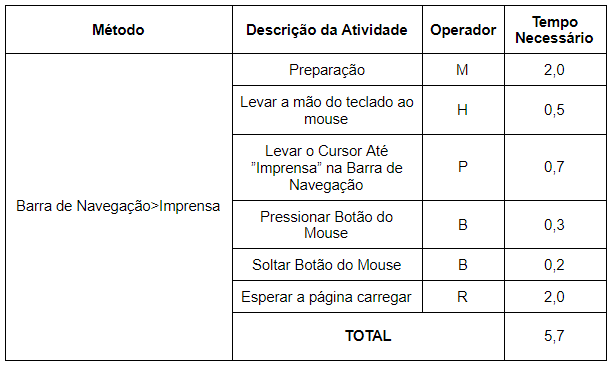 Método
Descrição da Atividade
Operador
Tempo
Necessário
Barra de Navegação>Imprensa
Preparação
M
2,0
Levar a mão do teclado ao
mouse
H
0,5
Levar o Cursor Até
”Imprensa” na Barra de
Navegação
P
0,7
Pressionar Botão do
Mouse
B
0,3
Soltar Botão do Mouse
B
0,2
Esperar a página carregar
R
2,0
TOTAL
5,7